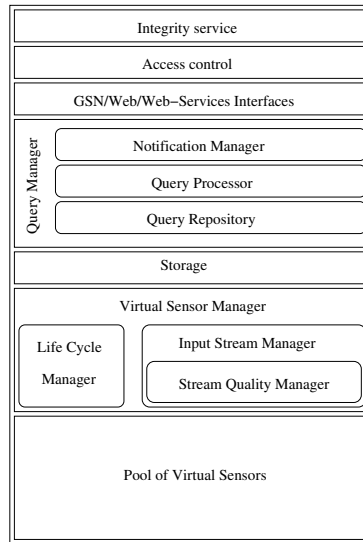 Integrity service
Access control
GSN/Web/Web−Services Interfaces
Query Manager
Notification Manager
Query Processor
Query Repository
Storage
Virtual Sensor Manager
Life Cycle
Manager
Input Stream Manager
Stream Quality Manager
Pool of Virtual Sensors